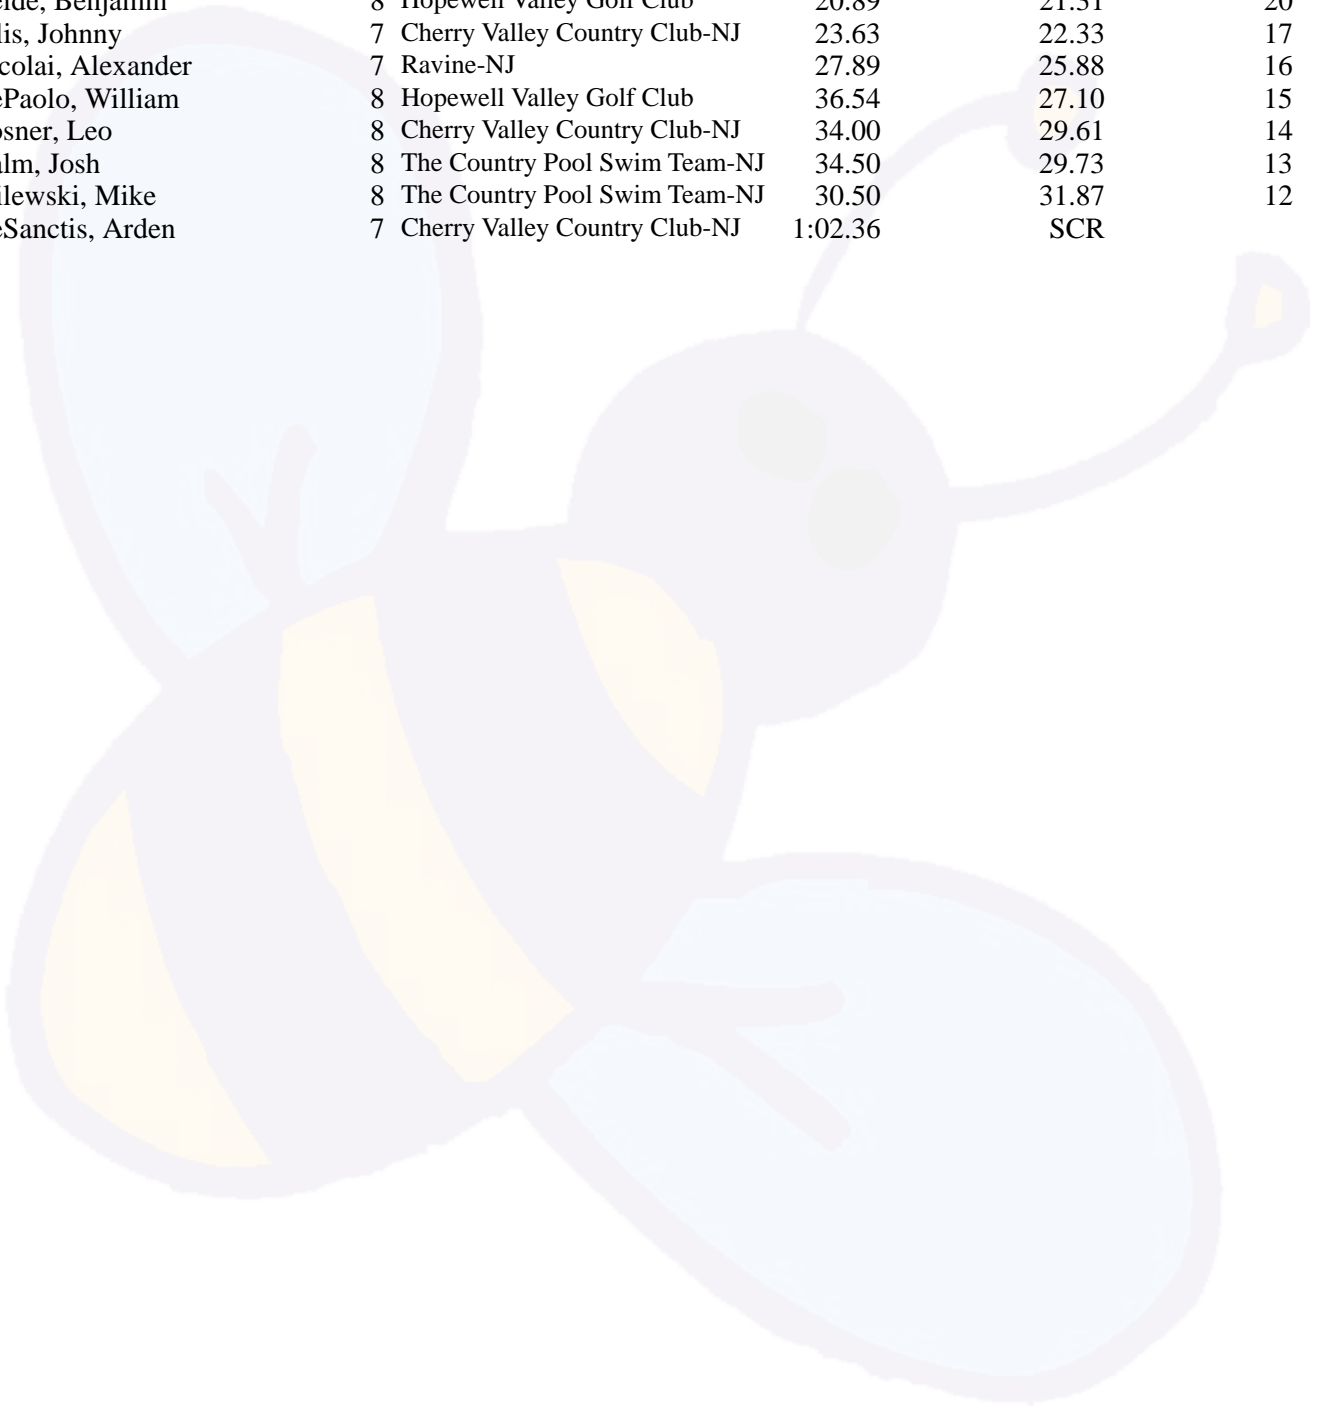 elde, Benjamin 8 Hopewell Valley Golf Club 20.89 21.31 20
lis, Johnny 7 Cherry Valley Country Club-NJ 23.63 22.33 17
colai, Alexander 7 Ravine-NJ 27.89 25.88 16
ePaolo, William 8 Hopewell Valley Golf Club 36.54 27.10 15
osner, Leo 8 Cherry Valley Country Club-NJ 34.00 29.61 14
alm, Josh 8 The Country Pool Swim Team-NJ 34.50 29.73 13
ilewski, Mike 8 The Country Pool Swim Team-NJ 30.50 31.87 12
eSanctis, Arden 7 Cherry Valley Country Club-NJ 1:02.36 SCR